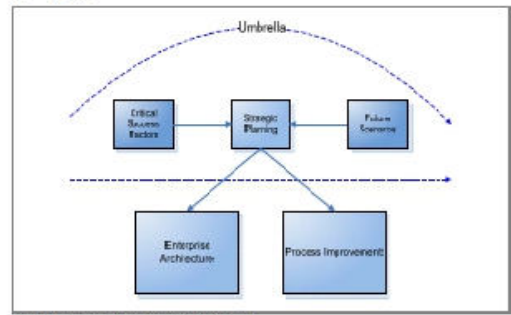 Umbrella
Critical
Success
Factors
Strategic
Planning
Future
Scenarios
Enterprise
Architecture
Process Improvement